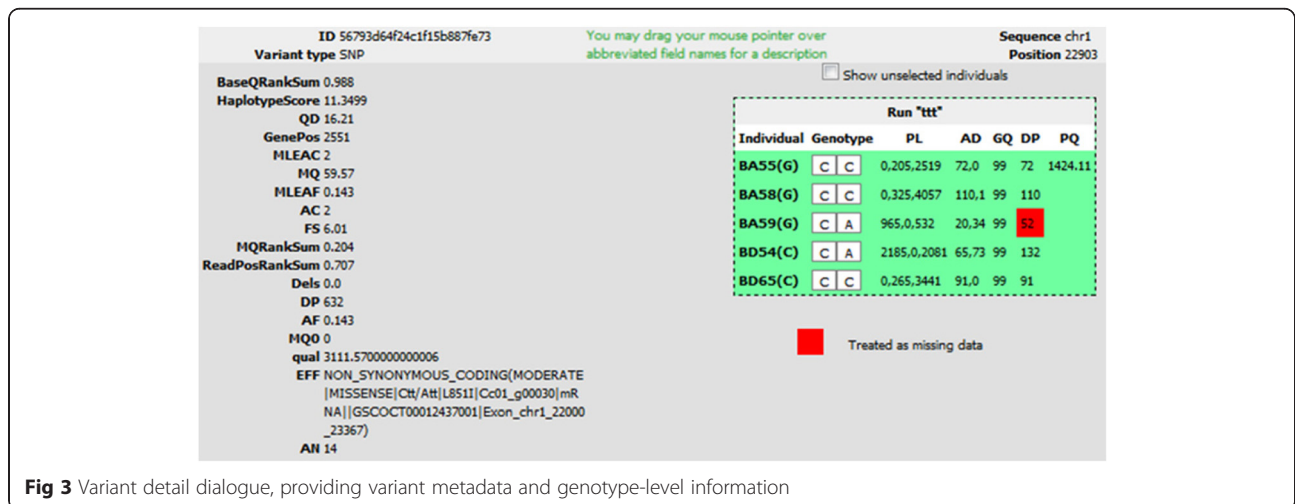 ID 56793d64f24c1f15b887fe73
Variant type SNP
You may drag your mouse pointer over
abbreviated field names for a description
Sequence chr1
Position 22903
BaseQRankSum 0.988
HaplotypeScore 11.3499
QD 16.21
GenePos 2551
MLEAC 2
MQ 59.57
MLEAF 0.143
AC 2
FS 6.01
MQRankSum 0.204
ReadPosRankSum 0.707
Dels 0.0
DP 632
AF 0.143
MQ0 0
qual 3111.5700000000006
EFF NON_SYNONYMOUS_CODING(MODERATE
|MISSENSE|Ctt/Att|L851I|Cc01_g00030|mR
NA||GSCOCT00012437001|Exon_chr1_22000
_23367)
AN 14
Show unselected individuals
Run "ttt"
Individual Genotype PL AD GQ DP PQ
BA55(G) C C 0,205,2519 72,0 99 72 1424.11
BA58(G) C C 0,325,4057 110,1 99 110
BA59(G) C A 965,0,532 20,34 99 52
BD54(C) C A 2185,0,2081 65,73 99 132
BD65(C) C C 0,265,3441 91,0 99 91
Treated as missing data
Fig 3 Variant detail dialogue, providing variant metadata and genotype-level information